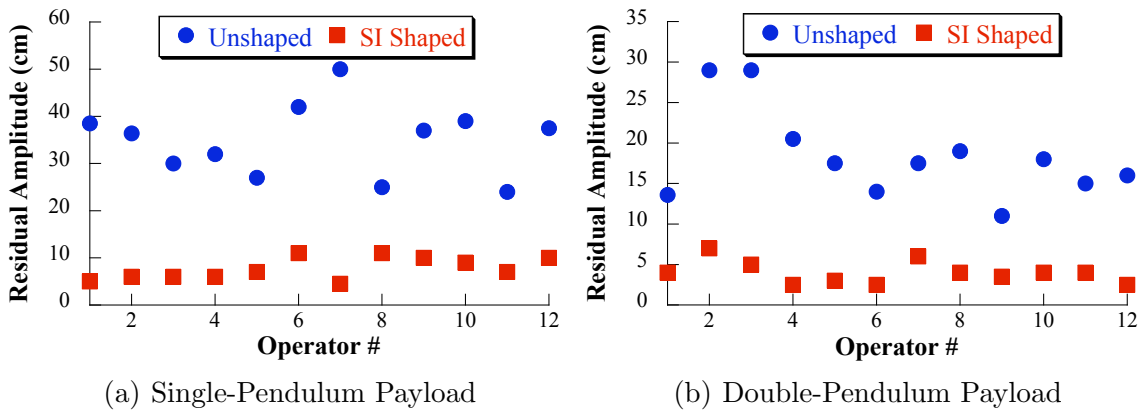 Unshaped SI Shaped
Residual Amplitude (cm)
60
50
40
30
20
10
0
2 4 6 8 10 12
Operator #
(a) Single-Pendulum Payload
Unshaped SI Shaped
Residual Amplitude (cm)
35
30
25
20
15
10
5
0
2 4 6 8 10 12
Operator #
(b) Double-Pendulum Payload